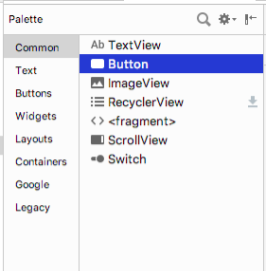 Palette
Common
Text
Buttons
Widgets
Layouts
Containers
Google
Legacy
Ab TextView
Button
ImageView
RecyclerView
<fragment>
ScrollView
Switch